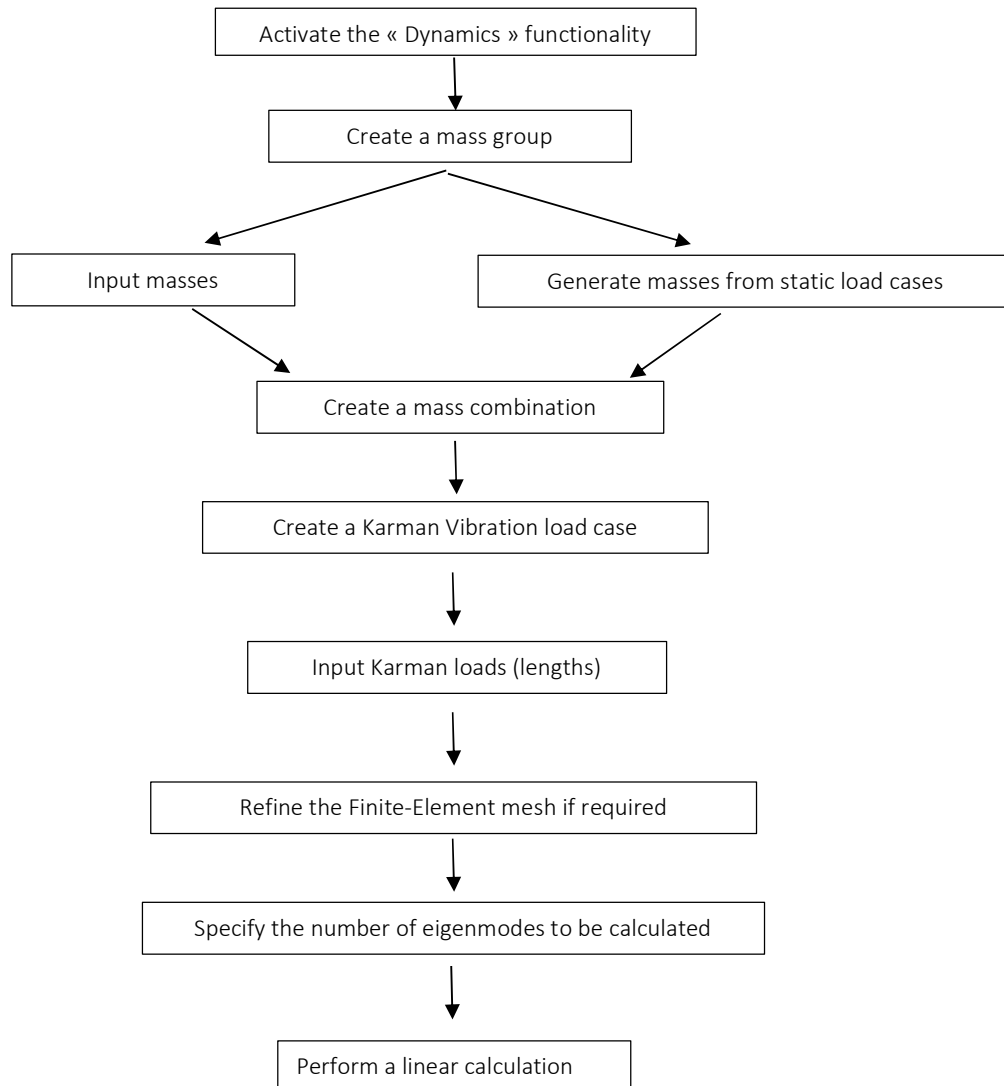 Activate the « Dynamics » functionality
Create a mass group
Input masses
Generate masses from static load cases
Create a mass combination
Create a Karman Vibration load case
Input Karman loads (lengths)
Refine the Finite-Element mesh if required
Specify the number of eigenmodes to be calculated
Perform a linear calculation